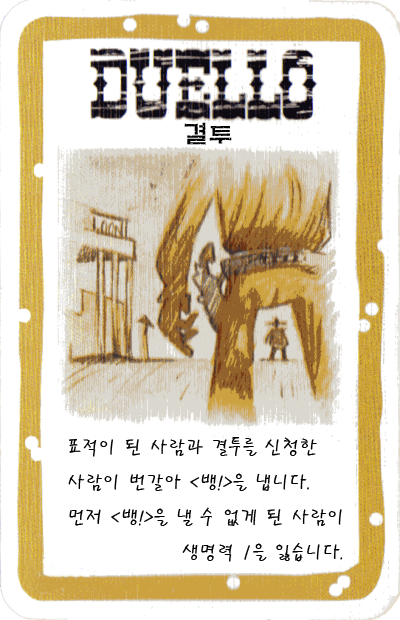 DUELLO
결투
표적이 된 사람과 결투를 신청한
사람이 번갈아 <뱅!>을 냅니다.
먼저 <뱅!>을 낼 수 없게 된 사람이
생명력 1을 잃습니다.